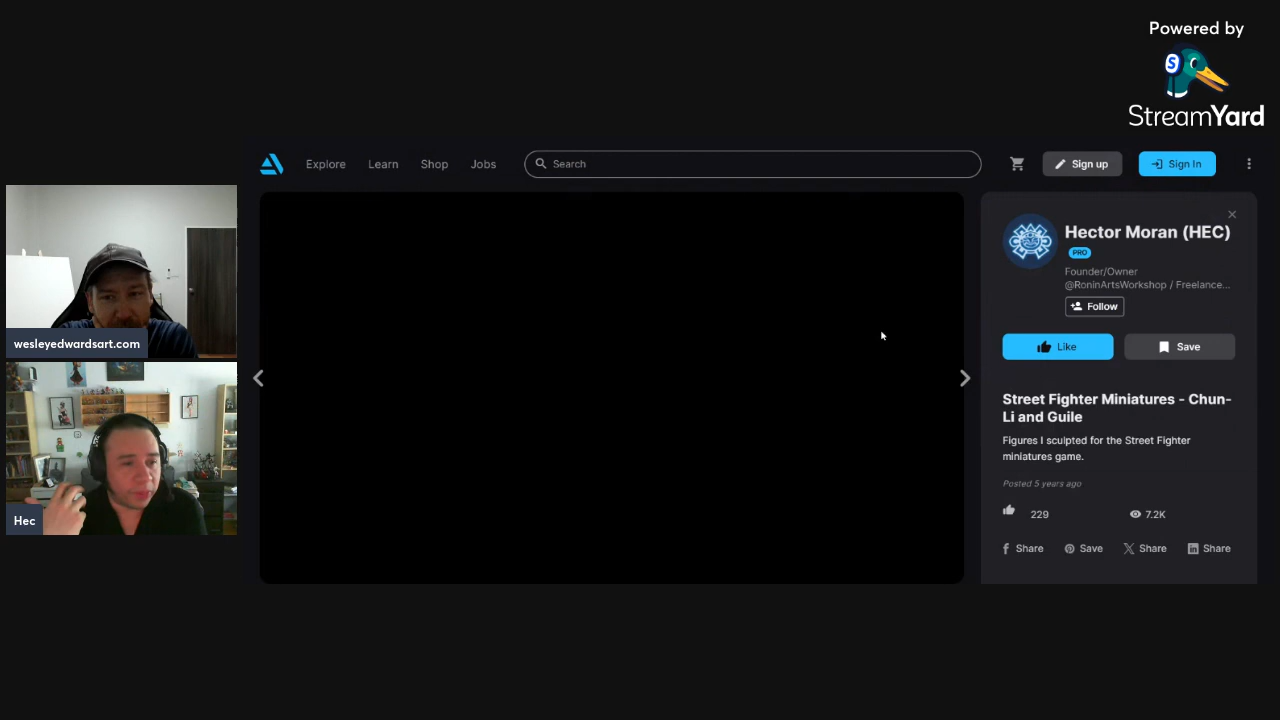 Powered by
StreamYard
Explore Learn Shop Jobs Search Sign up Sign In
wesleyedwardsart.com
Hec
Hector Moran (HEC)
PRO
Founder/Owner
@RoninArtsWorkshop / Freelance...
Follow
Like Save
Street Fighter Miniatures - Chun-
Li and Guile
Figures I sculpted for the Street Fighter
miniatures game.
Posted 5 years ago
229 7.2K
Share Save Share Share